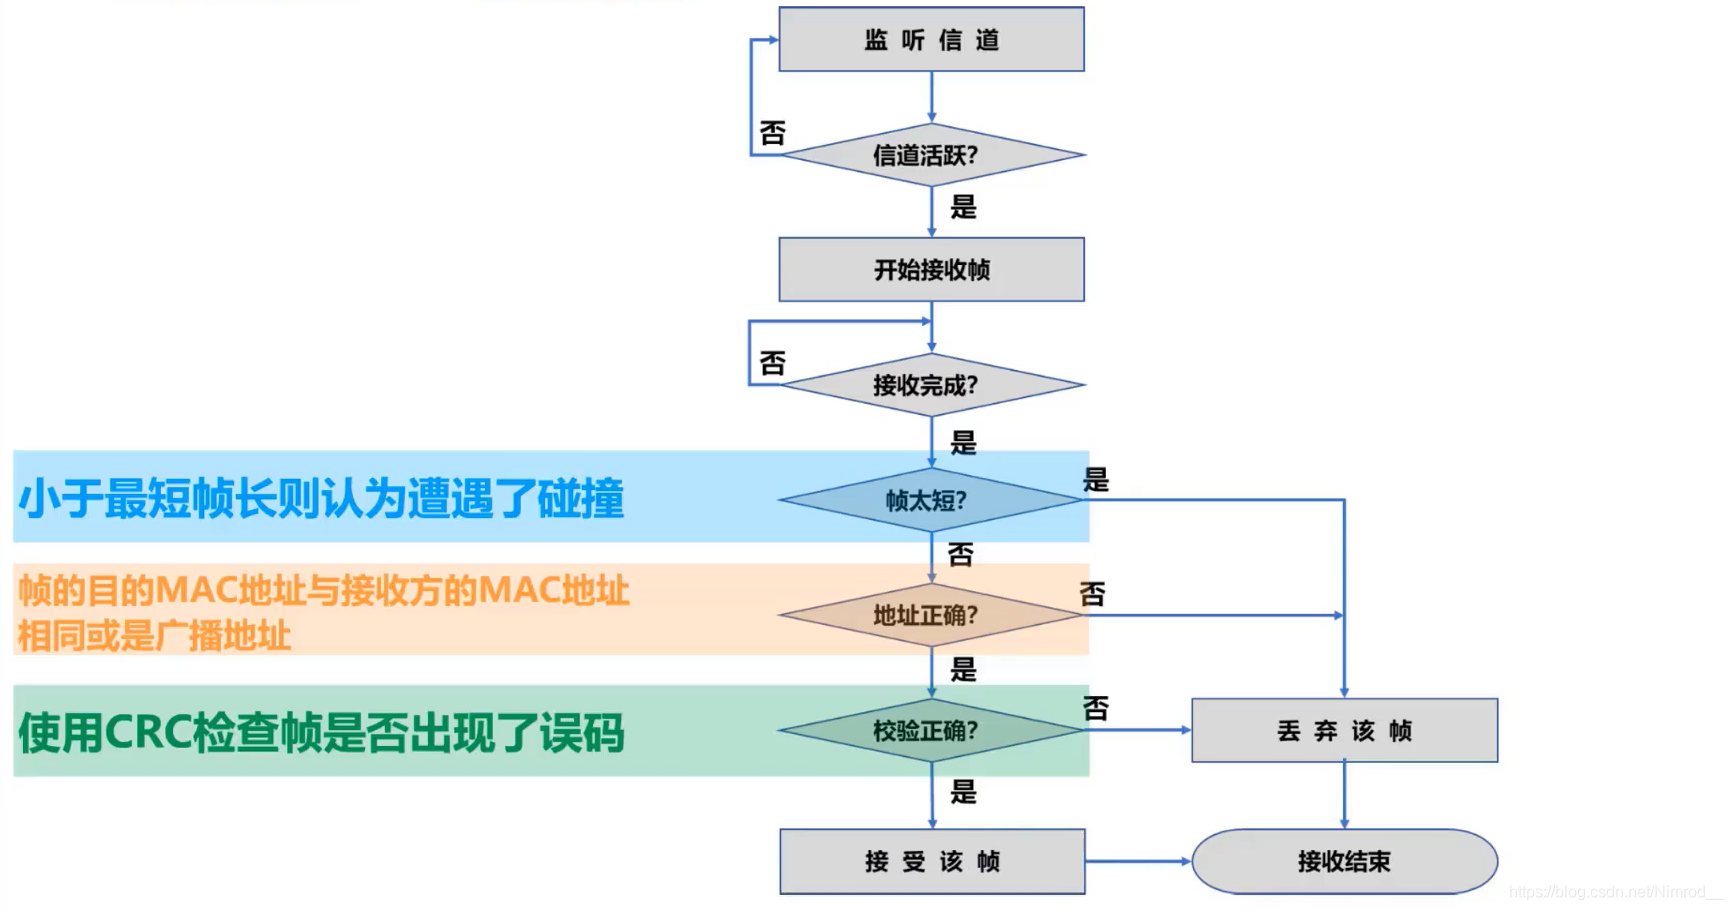 监 听 信 道
否
信道活跃?
是
开始接收帧
否
接收完成?
是
小于最短帧长则认为遭遇了碰撞
帧太短?
是
否
帧的目的MAC地址与接收方的MAC地址
相同或是广播地址
地址正确?
否
是
使用CRC检查帧是否出现了误码
校验正确?
否
丢 弃 该 帧
是
接 受 该 帧
接收结束
https://blog.csdn.net/Nimrod__